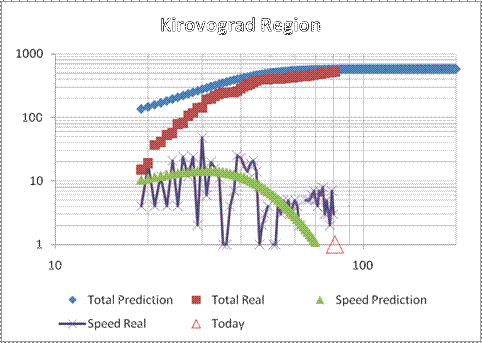 Kirovograd Region
1000
100
10
1
10
100
Total Prediction
Total Real
Speed Prediction
Speed Real
Today